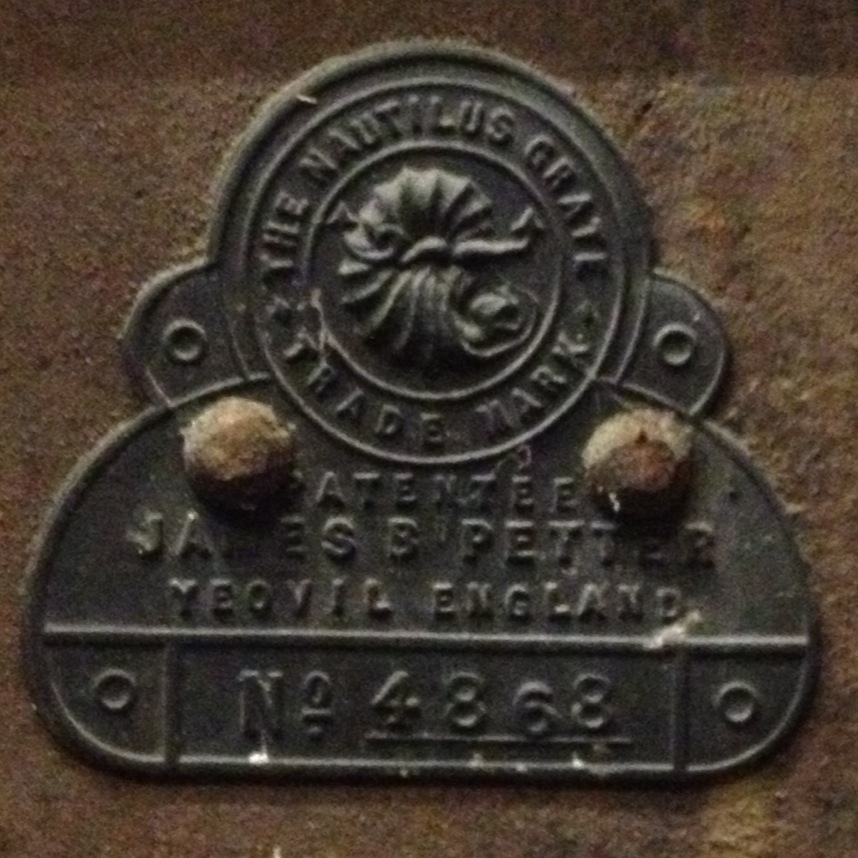 THE NAUTILUS GRATE
TRADE MARK
PATENTEE
JAMES B PETTER
YEOVIL ENGLAND
Nº 4868